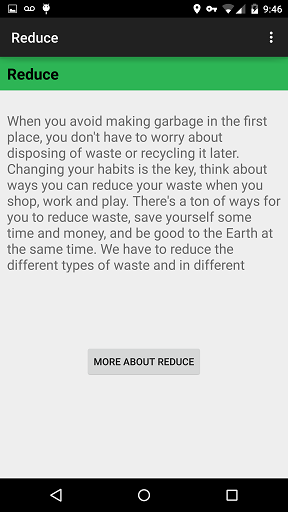 9:46
Reduce
Reduce
When you avoid making garbage in the first
place, you don't have to worry about
disposing of waste or recycling it later.
Changing your habits is the key, think about
ways you can reduce your waste when you
shop, work and play. There's a ton of ways for
you to reduce waste, save yourself some
time and money, and be good to the Earth at
the same time. We have to reduce the
different types of waste and in different
MORE ABOUT REDUCE